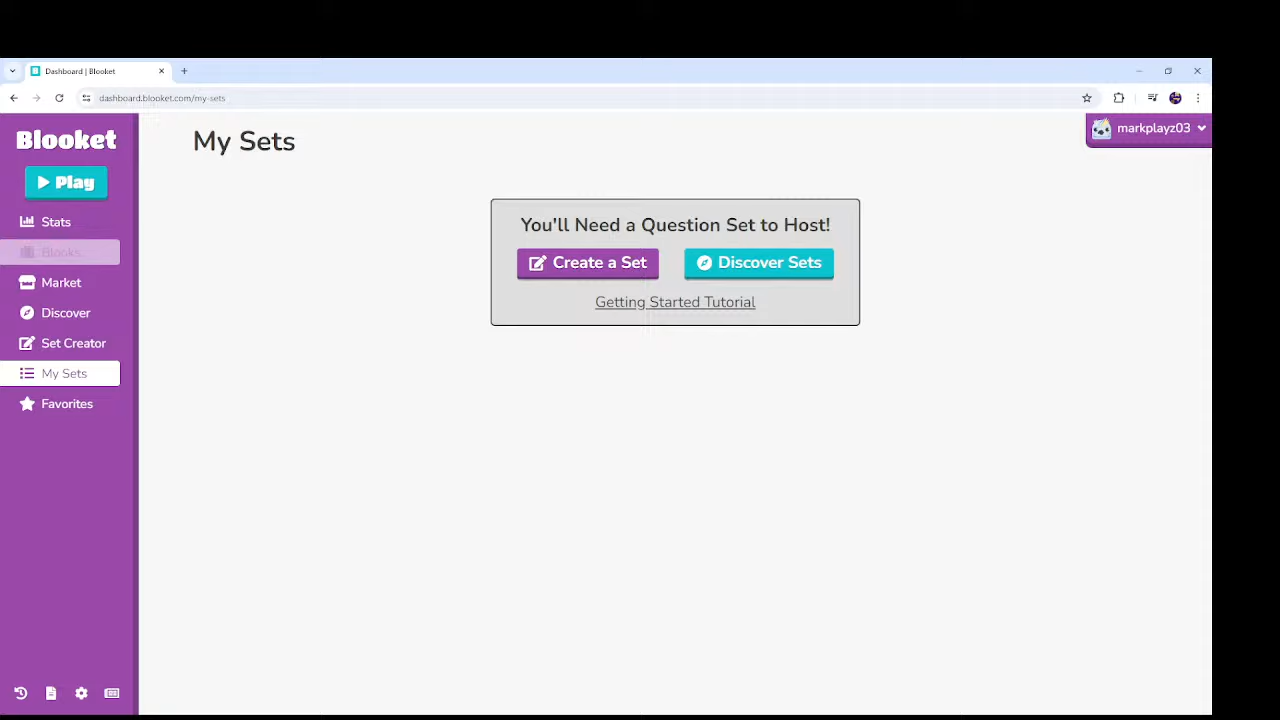 Dashboard | Blooket
dashboard.blooket.com/my-sets
Blooket
Play
Stats
Blooks
Market
Discover
Set Creator
My Sets
Favorites
My Sets
markplayz03
You'll Need a Question Set to Host!
Create a Set
Discover Sets
Getting Started Tutorial